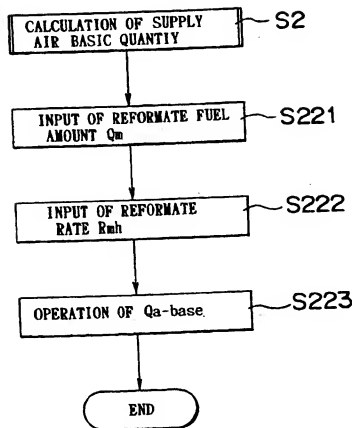 CALCULATION OF SUPPLY
AIR BASIC QUANTIY
S2
INPUT OF REFORMATE FUEL
AMOUNT Qm
S221
INPUT OF REFORMATE
RATE Rmh
S222
OPERATION OF Qa-base
S223
END